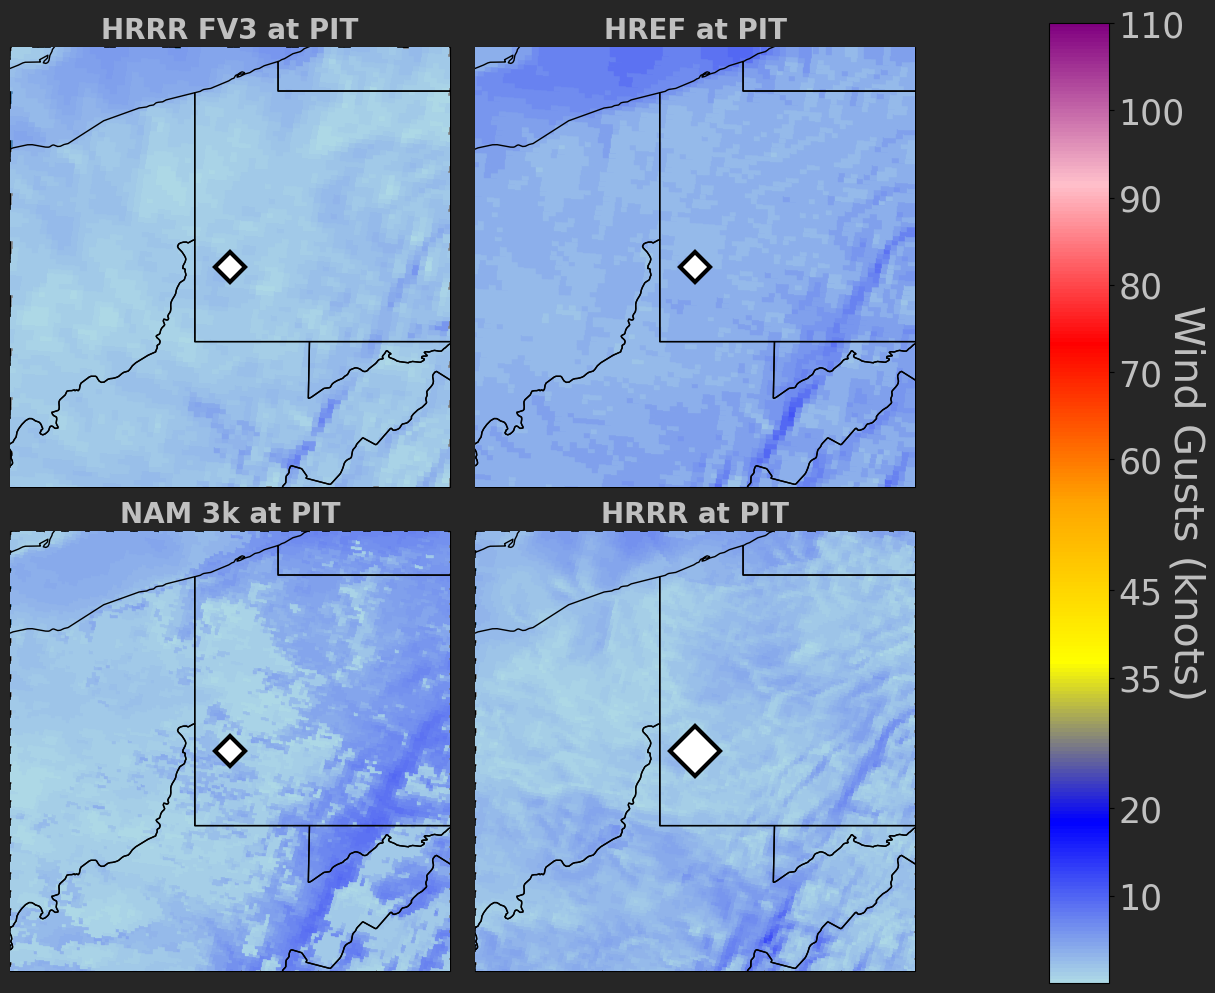 HRRR FV3 at PIT
HREF at PIT
NAM 3k at PIT
HRRR at PIT
110
100
90
80
70
60
45
35
20
10
Wind Gusts (knots)